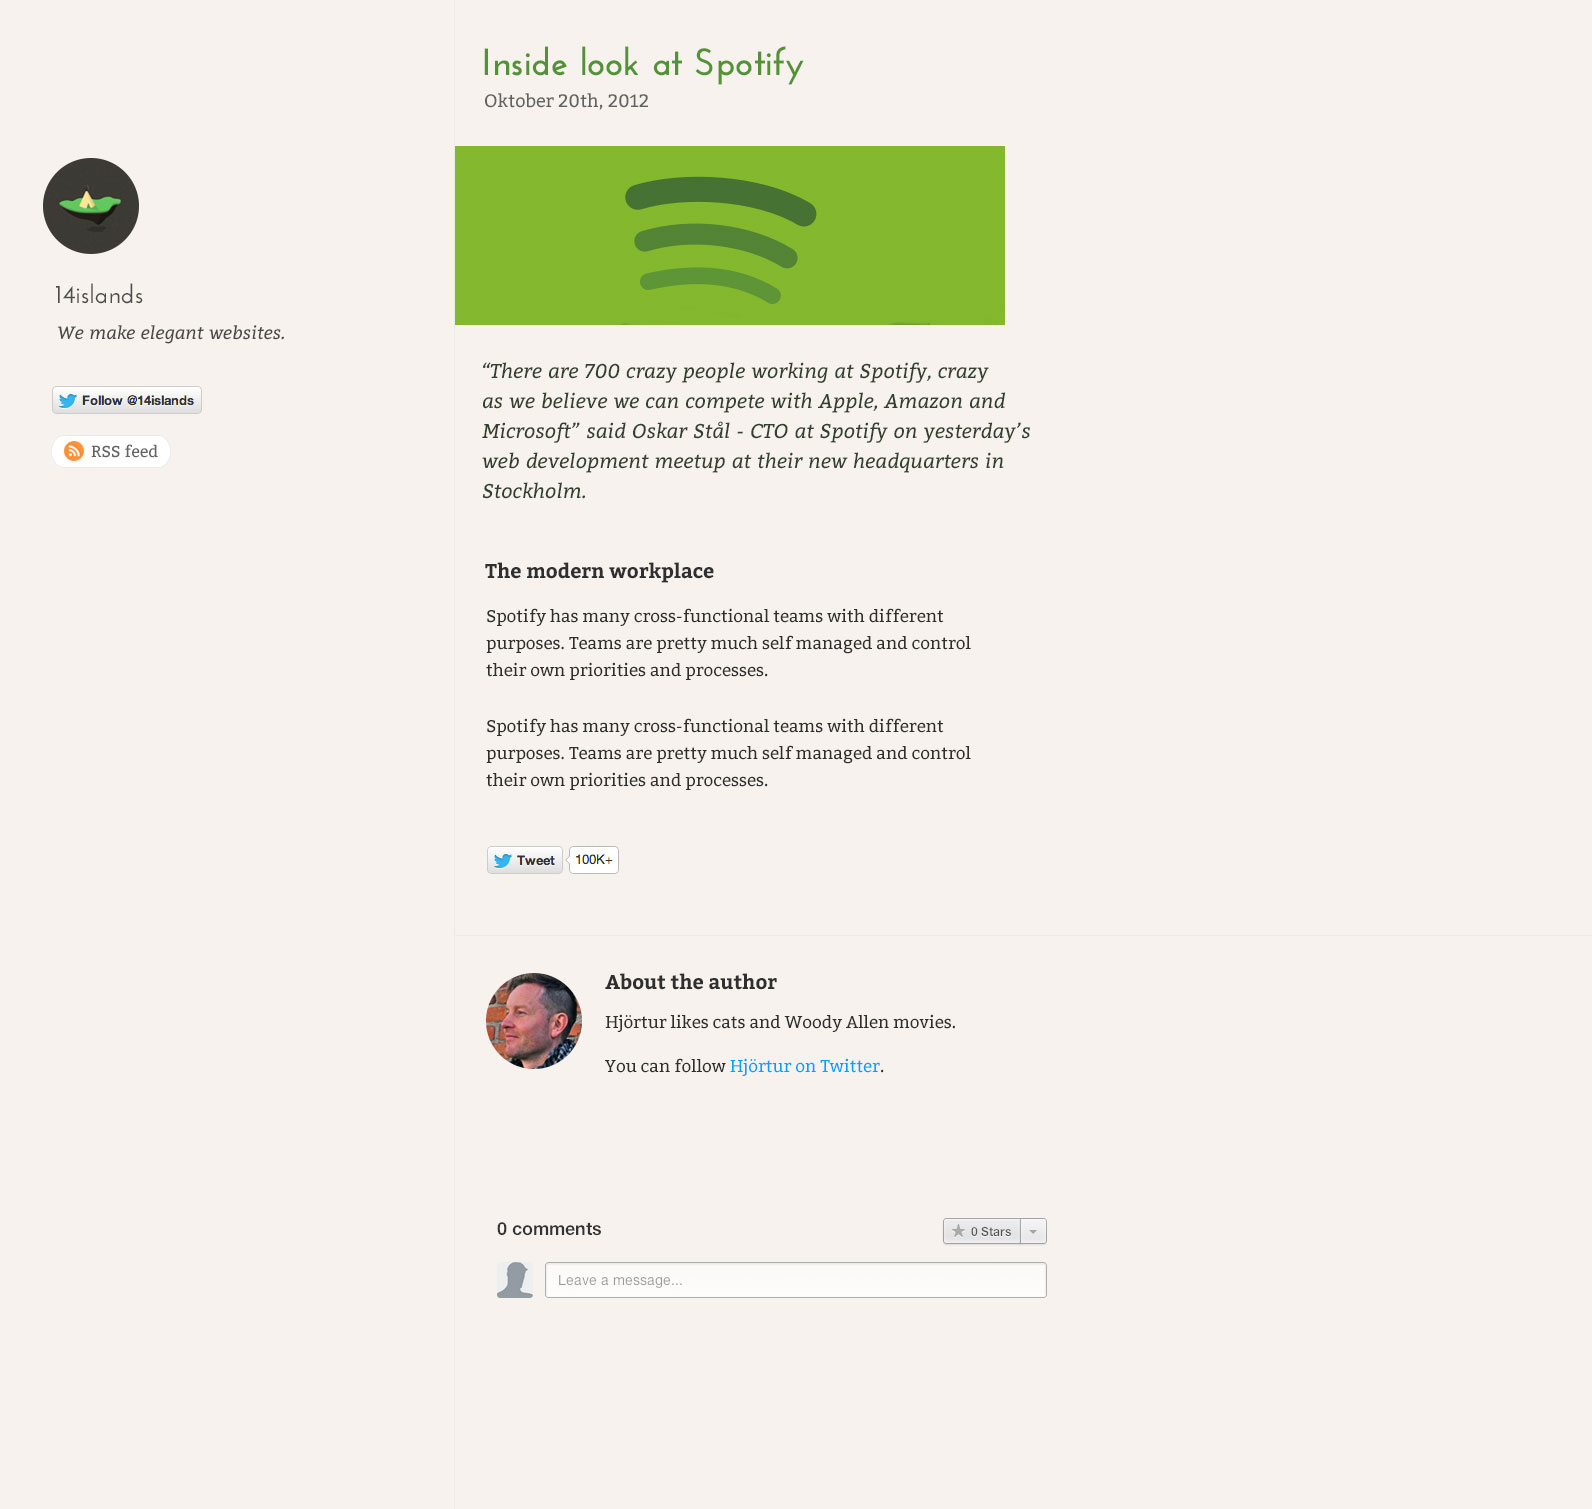 Inside look at Spotify
Oktober 20th, 2012
14islands
We make elegant websites.
Follow @14islands
RSS feed
“There are 700 crazy people working at Spotify, crazy
as we believe we can compete with Apple, Amazon and
Microsoft” said Oskar Stål - CTO at Spotify on yesterday’s
web development meetup at their new headquarters in
Stockholm.
The modern workplace
Spotify has many cross-functional teams with different
purposes. Teams are pretty much self managed and control
their own priorities and processes.
Spotify has many cross-functional teams with different
purposes. Teams are pretty much self managed and control
their own priorities and processes.
Tweet 100K+
About the author
Hjörtur likes cats and Woody Allen movies.
You can follow Hjörtur on Twitter.
0 comments
0 Stars
Leave a message...